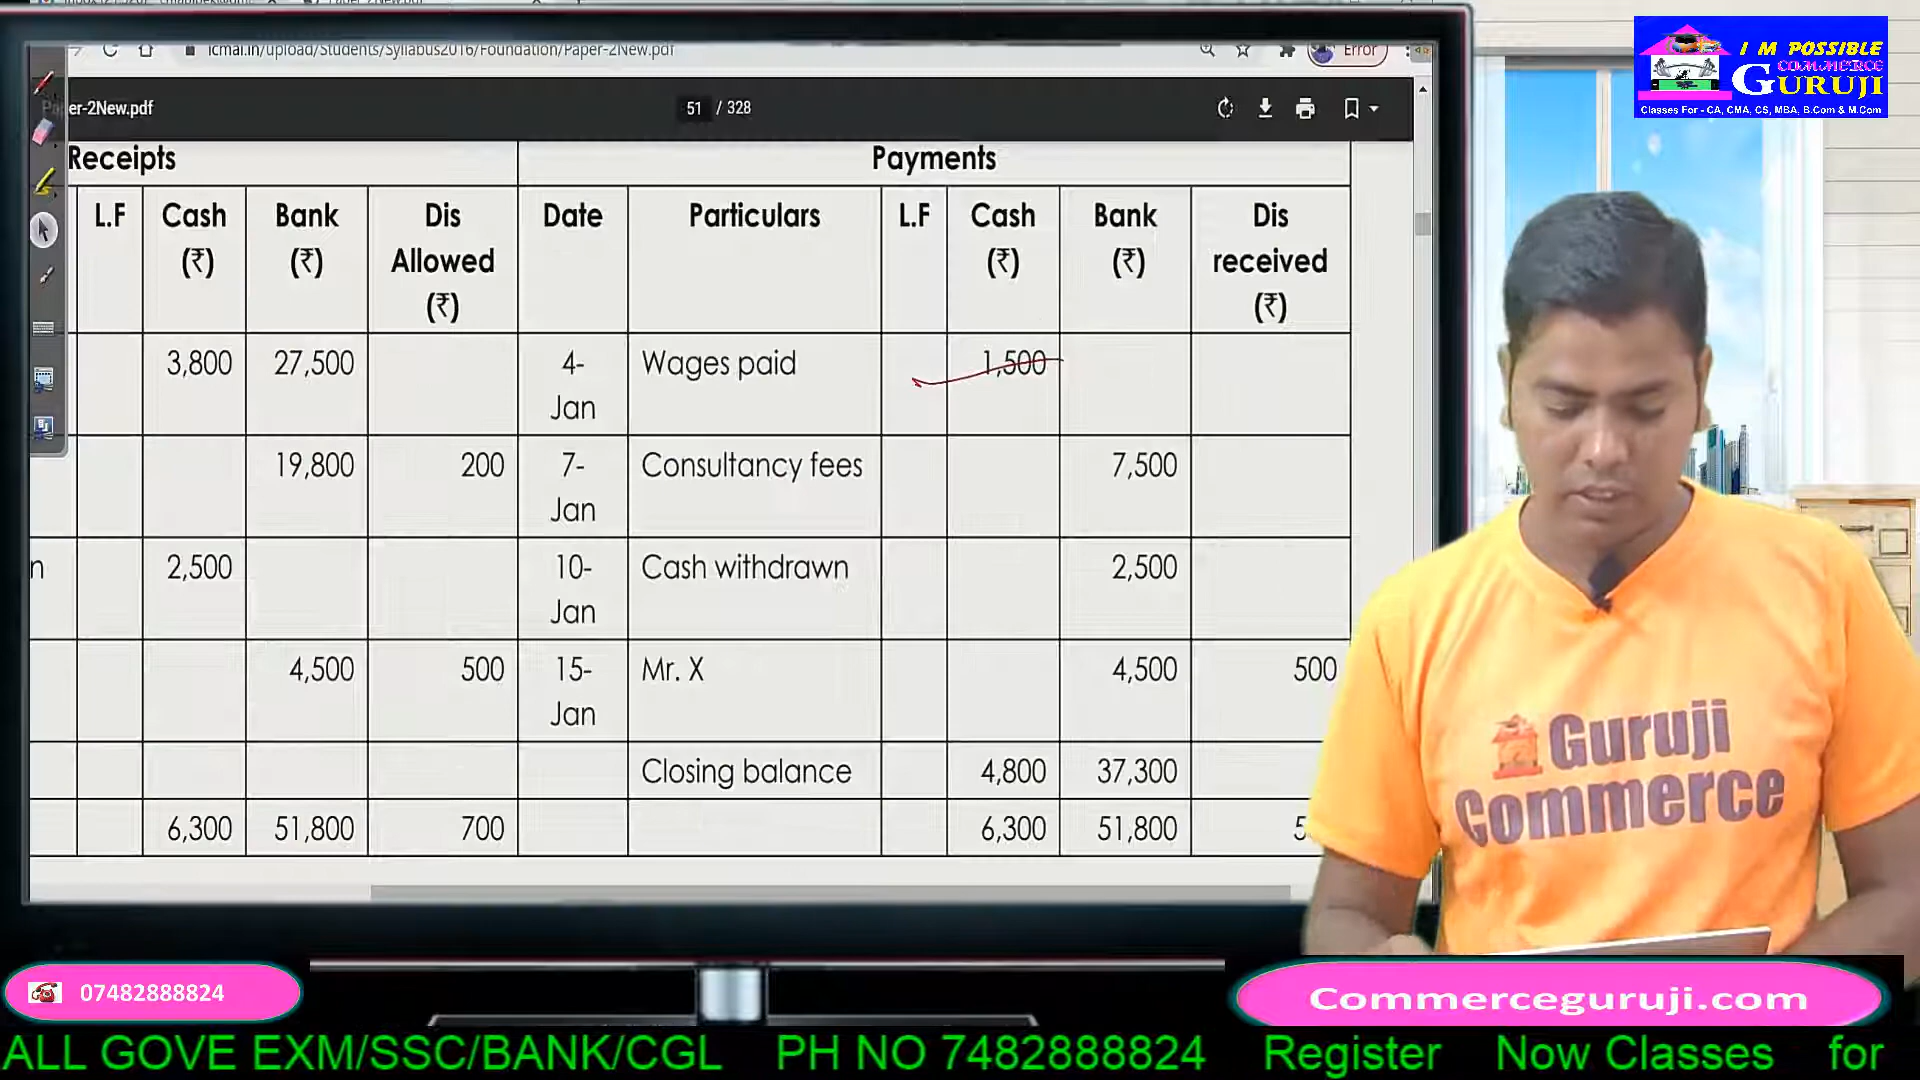 icmai.in/upload/Students/Syllabus2016/Foundation/Paper-2New.pdf
Error
er-2New.pdf
51 / 328
I M POSSIBLE
COMMERCE
GURUJI
Classes For - CA, CMA, CS, MBA, B.Com & M.Com
Receipts Payments
L.F Cash Bank Dis Date Particulars L.F Cash Bank Dis
(₹) (₹) Allowed (₹) (₹) received
(₹) (₹)
3,800 27,500 4- Wages paid 1,500
Jan
19,800 200 7- Consultancy fees 7,500
Jan
n 2,500 10- Cash withdrawn 2,500
Jan
4,500 500 15- Mr. X 4,500 500
Jan
Closing balance 4,800 37,300
6,300 51,800 700 6,300 51,800 5
Guruji
Commerce
07482888824
Commerceguruji.com
ALL GOVE EXM/SSC/BANK/CGL PH NO 7482888824 Register Now Classes for